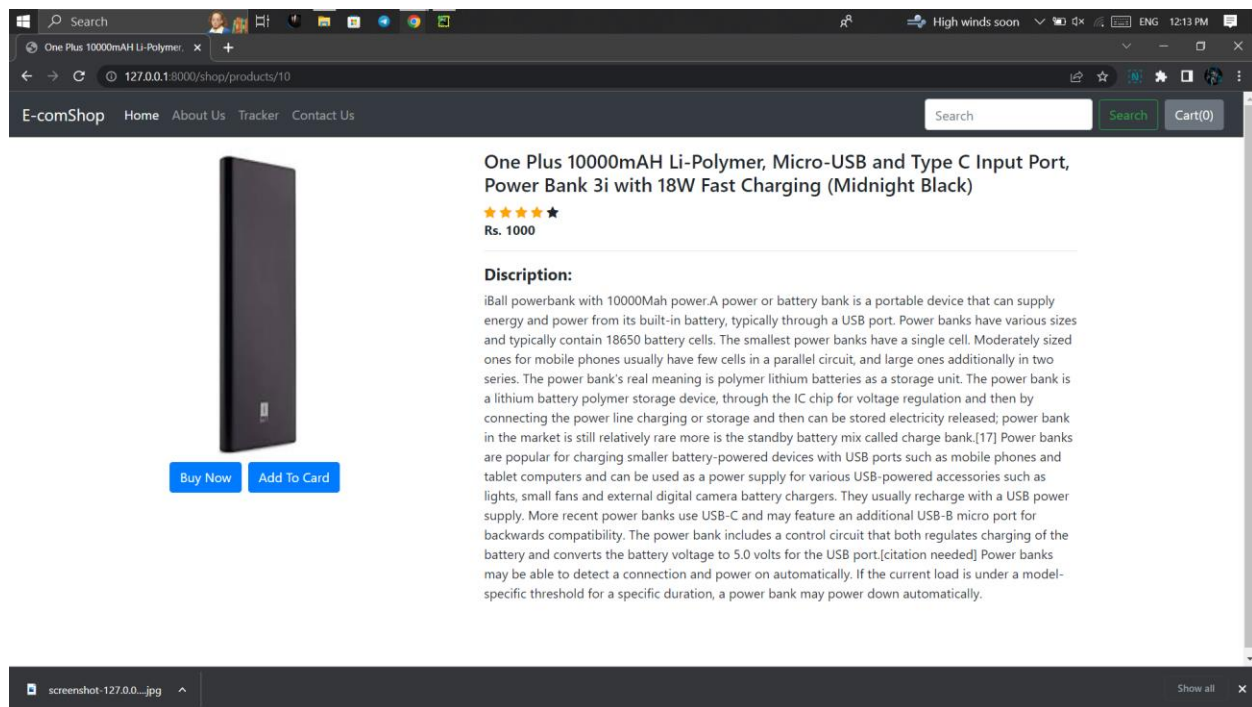 Search
High winds soon
ENG
12:13 PM
One Plus 10000mAH Li-Polymer,
127.0.0.1:8000/shop/products/10
E-comShop Home About Us Tracker Contact Us Search Search Cart(0)
One Plus 10000mAH Li-Polymer, Micro-USB and Type C Input Port,
Power Bank 3i with 18W Fast Charging (Midnight Black)
Rs. 1000
Discription:
iBall powerbank with 10000Mah power.A power or battery bank is a portable device that can supply
energy and power from its built-in battery, typically through a USB port. Power banks have various sizes
and typically contain 18650 battery cells. The smallest power banks have a single cell. Moderately sized
ones for mobile phones usually have few cells in a parallel circuit, and large ones additionally in two
series. The power bank's real meaning is polymer lithium batteries as a storage unit. The power bank is
a lithium battery polymer storage device, through the IC chip for voltage regulation and then by
connecting the power line charging or storage and then can be stored electricity released; power bank
in the market is still relatively rare more is the standby battery mix called charge bank.[17] Power banks
are popular for charging smaller battery-powered devices with USB ports such as mobile phones and
tablet computers and can be used as a power supply for various USB-powered accessories such as
lights, small fans and external digital camera battery chargers. They usually recharge with a USB power
supply. More recent power banks use USB-C and may feature an additional USB-B micro port for
backwards compatibility. The power bank includes a control circuit that both regulates charging of the
battery and converts the battery voltage to 5.0 volts for the USB port.[citation needed] Power banks
may be able to detect a connection and power on automatically. If the current load is under a model-
specific threshold for a specific duration, a power bank may power down automatically.
Buy Now Add To Card
screenshot-127.0.0....jpg
Show all